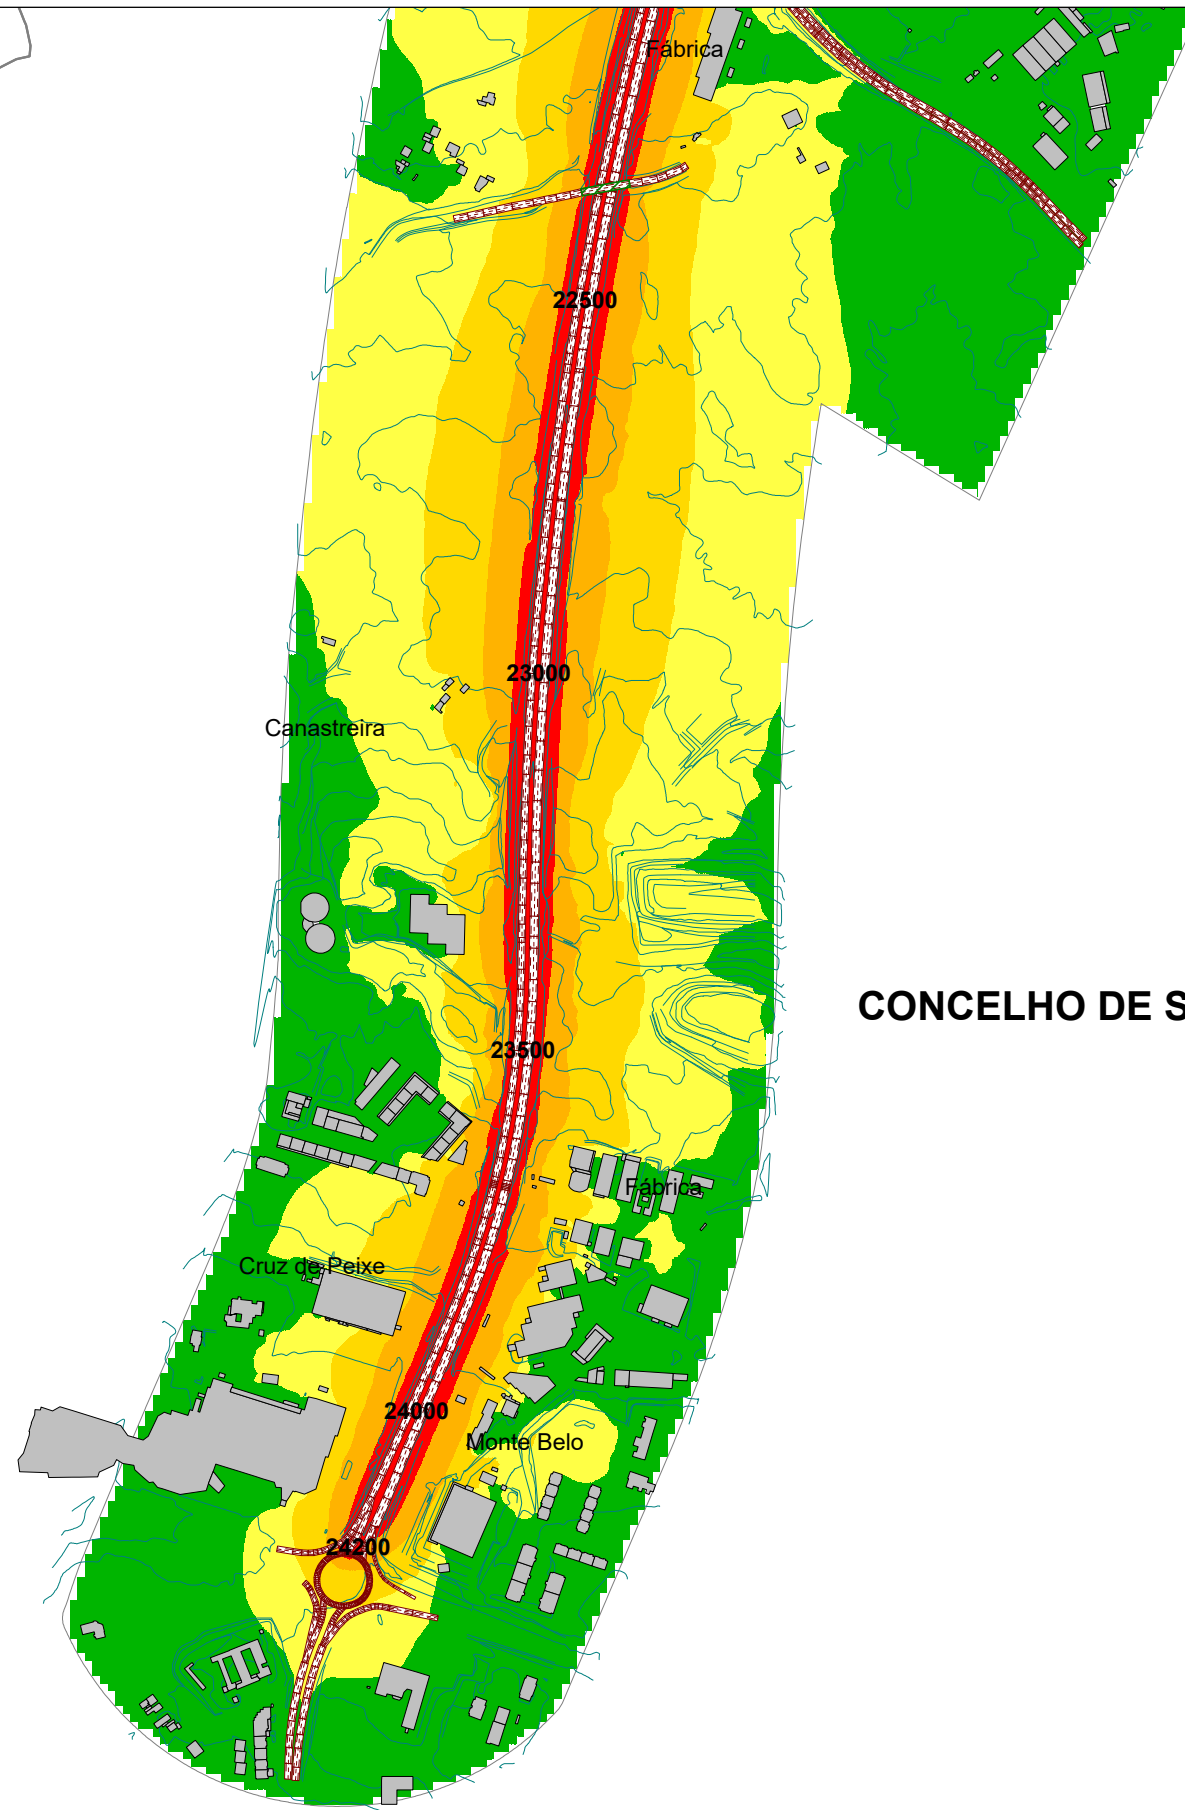 Fábrica
22500
23000
Canastreira
CONCELHO DE S
23500
Fábrica
Cruz de Peixe
24000
Monte Belo
24200